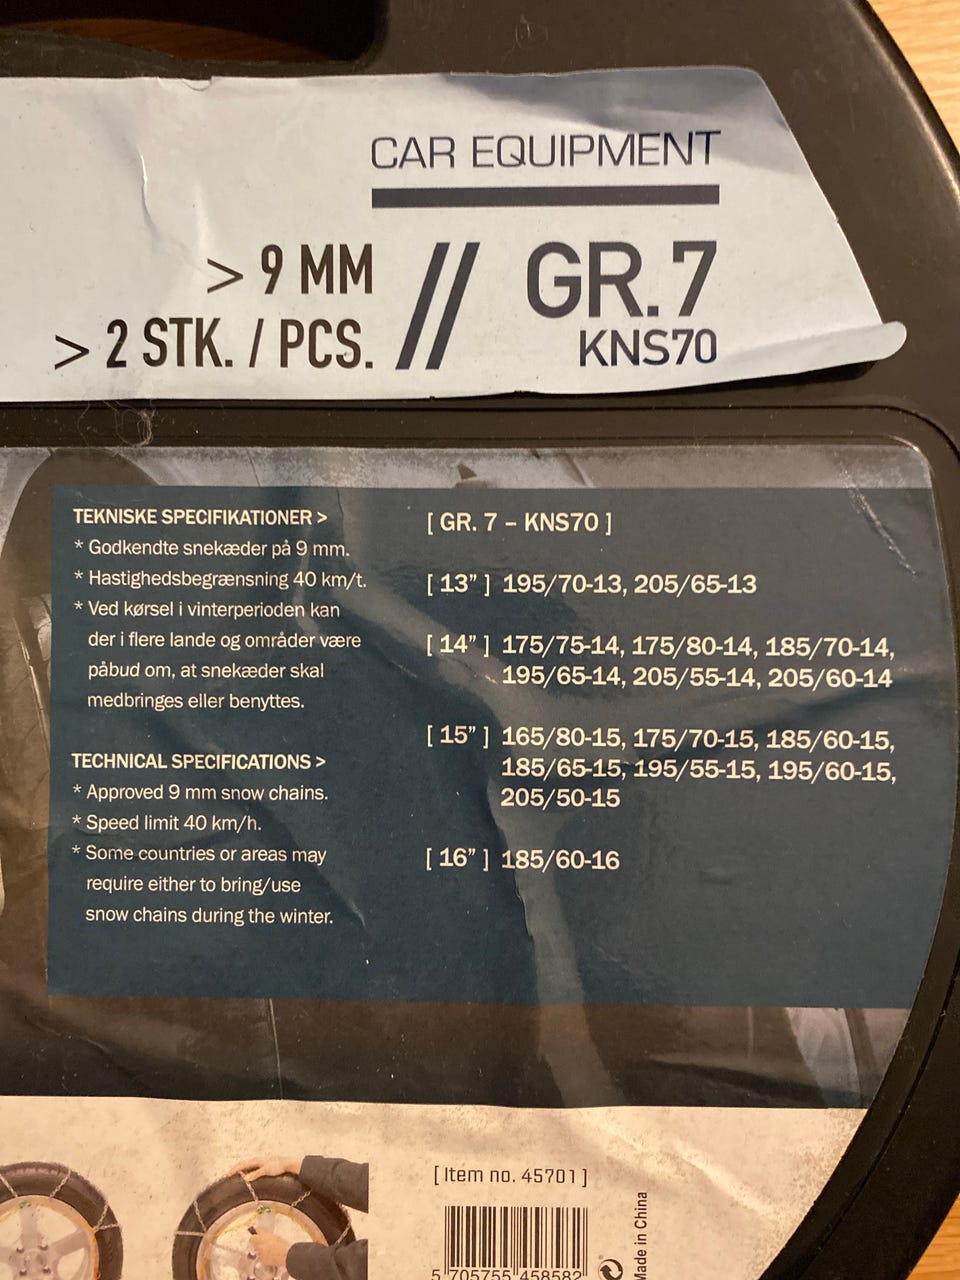 CAR EQUIPMENT
> 9 MM
> 2 STK. / PCS.
// GR. 7
KNS70
TEKNISKE SPECIFIKATIONER >
* Godkendte snekæder på 9 mm.
* Hastighedsbegrænsning 40 km/t.
* Ved kørsel i vinterperioden kan
der i flere lande og områder være
påbud om, at snekæder skal
medbringes eller benyttes.
TECHNICAL SPECIFICATIONS >
* Approved 9 mm snow chains.
* Speed limit 40 km/h.
* Some countries or areas may
require either to bring/use
snow chains during the winter.
[ GR. 7 – KNS70 ]
[ 13” ] 195/70-13, 205/65-13
[ 14” ] 175/75-14, 175/80-14, 185/70-14,
195/65-14, 205/55-14, 205/60-14
[ 15” ] 165/80-15, 175/70-15, 185/60-15,
185/65-15, 195/55-15, 195/60-15,
205/50-15
[ 16” ] 185/60-16
[ Item no. 45701 ]
5 705755 458582
Made in China